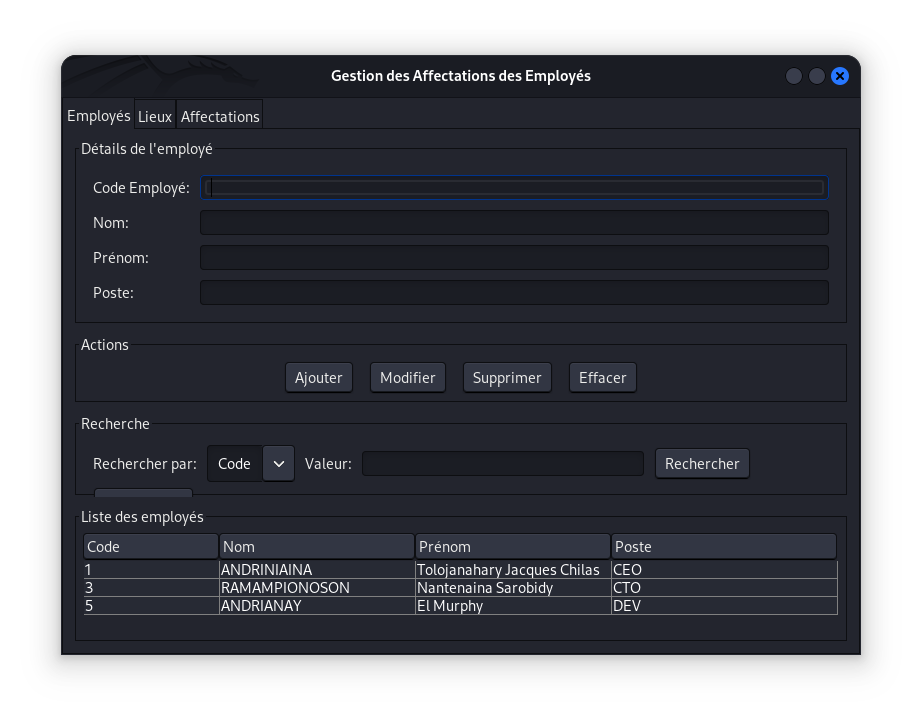 Gestion des Affectations des Employés
Employés Lieux Affectations
Détails de l'employé
Code Employé:
Nom:
Prénom:
Poste:
Actions
Ajouter Modifier Supprimer Effacer
Recherche
Rechercher par: Code Valeur: Rechercher
Liste des employés
Code Nom Prénom Poste
1 ANDRINIAINA Tolojanahary Jacques Chilas CEO
3 RAMAMPIONOSON Nantenaina Sarobidy CTO
5 ANDRIANAY El Murphy DEV